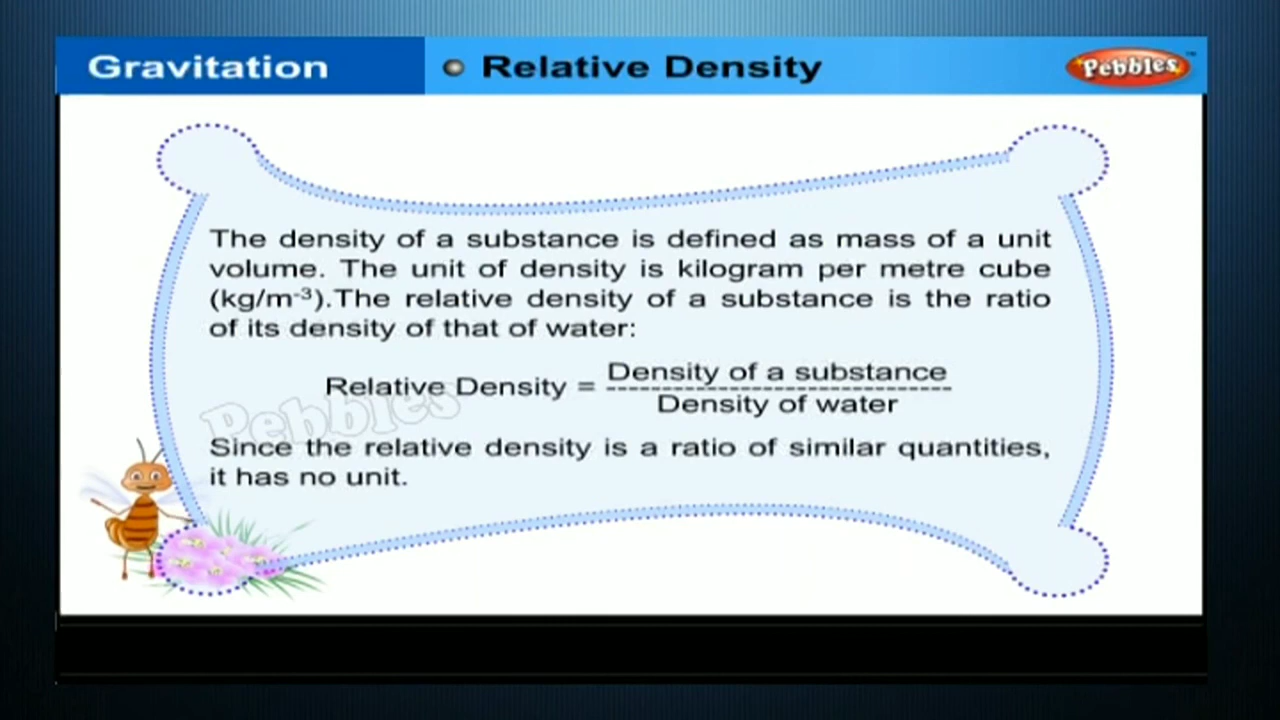 Gravitation
Relative Density
Pebbles™
The density of a substance is defined as mass of a unit
volume. The unit of density is kilogram per metre cube
(kg/m⁻³).The relative density of a substance is the ratio
of its density of that of water:
Relative Density = Density of a substance
Density of water
Pebbles
Since the relative density is a ratio of similar quantities,
it has no unit.